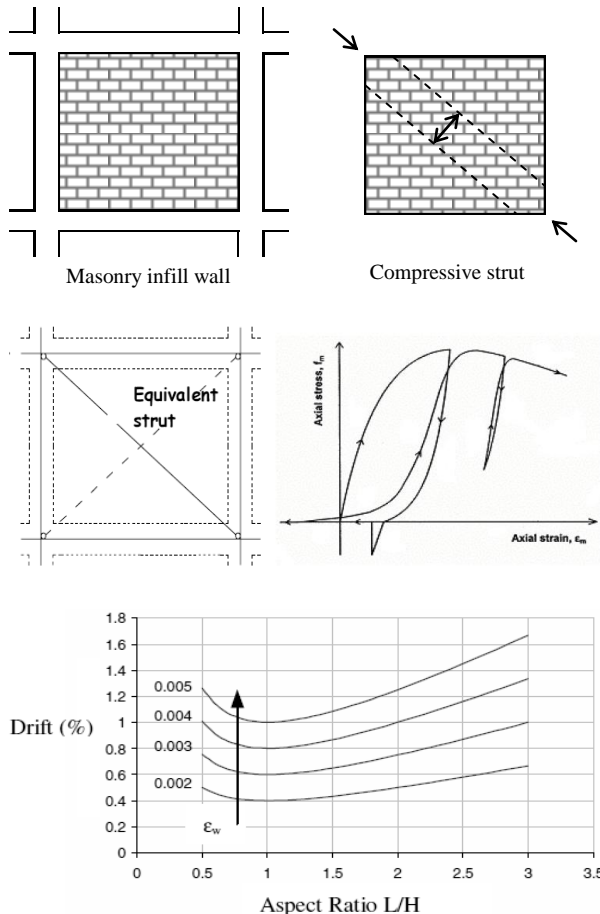 Masonry infill wall
Compressive strut
Equivalent
strut
Axial stress, fm
Axial strain, εm
1.8
1.6
1.4
1.2
1
0.8
0.6
0.4
0.2
0
Drift (%)
0.005
0.004
0.003
0.002
εw
0 0.5 1 1.5 2 2.5 3 3.5
Aspect Ratio L/H